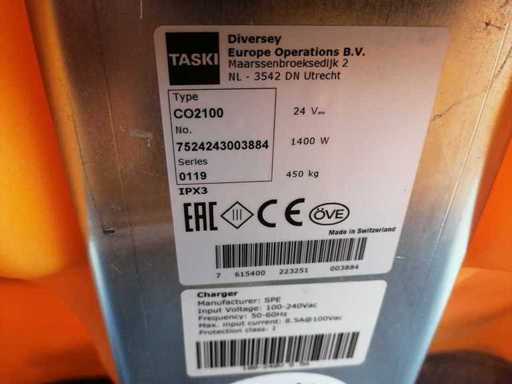 TASKI
Diversey
Europe Operations B.V.
Maarssenbroeksedijk 2
NL - 3542 DN Utrecht
Type
CO2100
24 V
No.
7524243003884
1400 W
Series
0119
450 kg
IPX3
EAC III CE ÖVE
Made in Switzerland
7 615400 223251 003884
Charger
Manufacturer: SPE
Input Voltage: 100-240Vac
Frequency: 50-60Hz
Max. input current: 8.5A@100Vac
Protection class: I